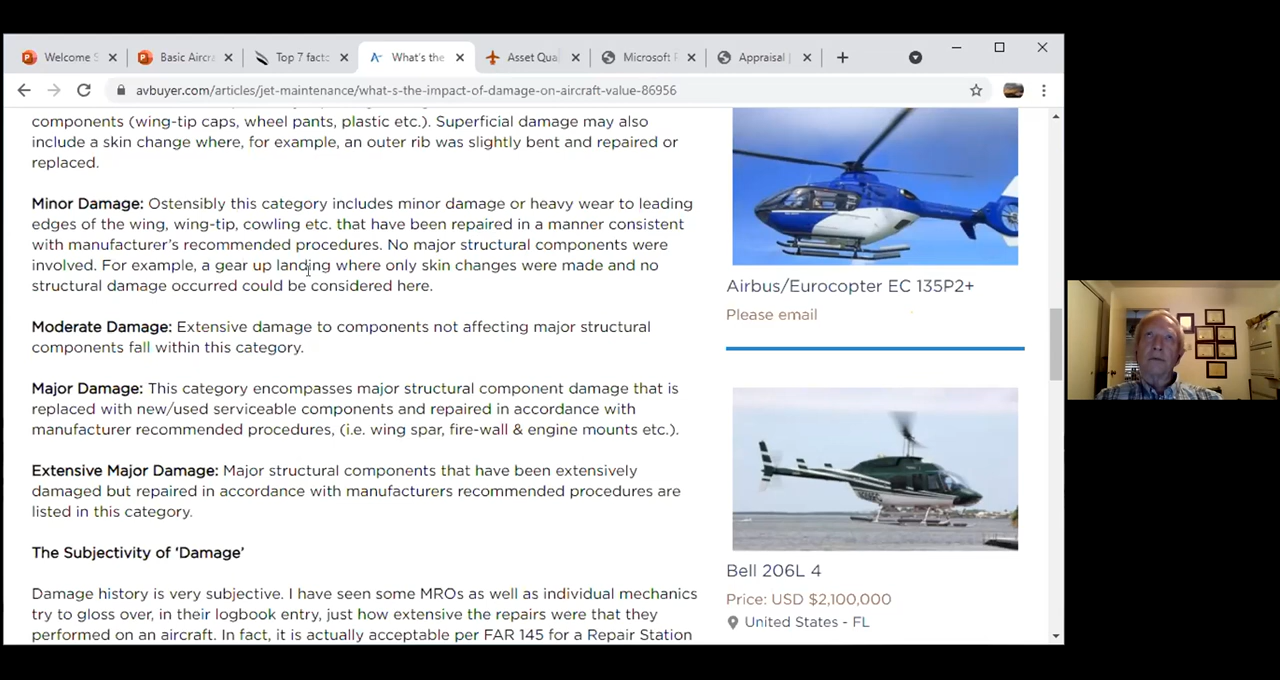 Welcome S
Basic Aircra
Top 7 facto
What's the
Asset Qual
Microsoft P
Appraisal |
avbuyer.com/articles/jet-maintenance/what-s-the-impact-of-damage-on-aircraft-value-86956
components (wing-tip caps, wheel pants, plastic etc.). Superficial damage may also
include a skin change where, for example, an outer rib was slightly bent and repaired or
replaced.
Minor Damage: Ostensibly this category includes minor damage or heavy wear to leading
edges of the wing, wing-tip, cowling etc. that have been repaired in a manner consistent
with manufacturer's recommended procedures. No major structural components were
involved. For example, a gear up landing where only skin changes were made and no
structural damage occurred could be considered here.
Moderate Damage: Extensive damage to components not affecting major structural
components fall within this category.
Major Damage: This category encompasses major structural component damage that is
replaced with new/used serviceable components and repaired in accordance with
manufacturer recommended procedures, (i.e. wing spar, fire-wall & engine mounts etc.).
Extensive Major Damage: Major structural components that have been extensively
damaged but repaired in accordance with manufacturers recommended procedures are
listed in this category.
The Subjectivity of 'Damage'
Damage history is very subjective. I have seen some MROs as well as individual mechanics
try to gloss over, in their logbook entry, just how extensive the repairs were that they
performed on an aircraft. In fact, it is actually acceptable per FAR 145 for a Repair Station
Airbus/Eurocopter EC 135P2+
Please email
Bell 206L 4
Price: USD $2,100,000
United States - FL